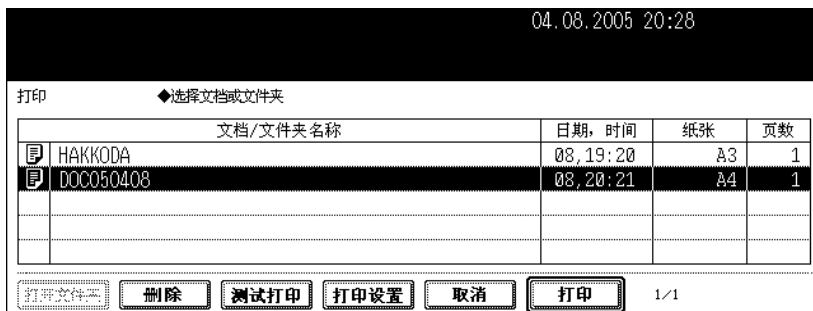 04.08.2005 20:28
打印 ◆选择文档或文件夹
文档/文件夹名称 日期，时间 纸张 页数
HAKKODA 08,19:20 A3 1
DOC050408 08,20:21 A4 1
打开文件夹 删除 测试打印 打印设置 取消 打印 1/1